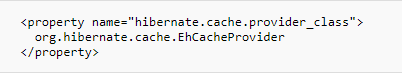 <property name="hibernate.cache.provider_class">
  org.hibernate.cache.EhCacheProvider
</property>